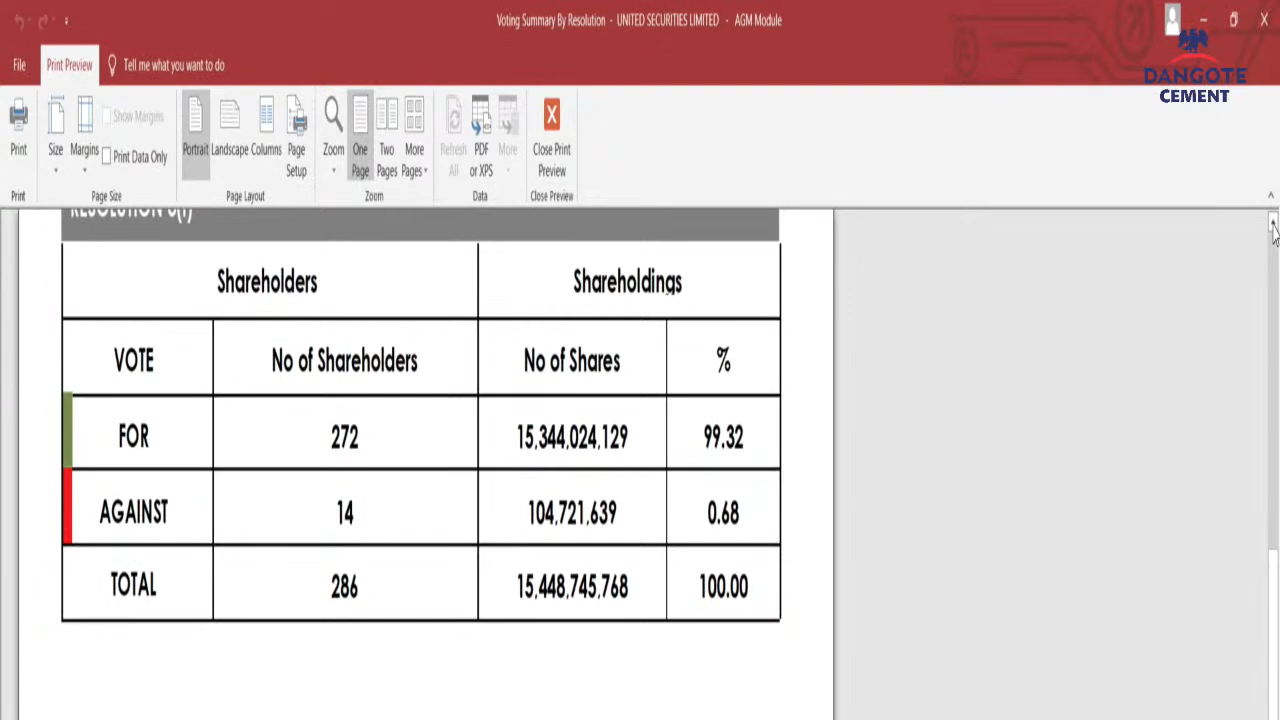 Voting Summary By Resolution - UNITED SECURITIES LIMITED - AGM Module
File Print Preview Tell me what you want to do
DANGOTE
CEMENT
Print
Size
Margins
Show Margins
Print Data Only
Portrait
Landscape
Columns
Page Setup
Zoom
One Page
Two Pages
More Pages
Refresh All
PDF or XPS
More
Close Print Preview
Print Page Size Page Layout Zoom Data Close Preview
RESOLUTION
Shareholders Shareholdings
VOTE No of Shareholders No of Shares %
FOR 272 15,344,024,129 99.32
AGAINST 14 104,721,639 0.68
TOTAL 286 15,448,745,768 100.00